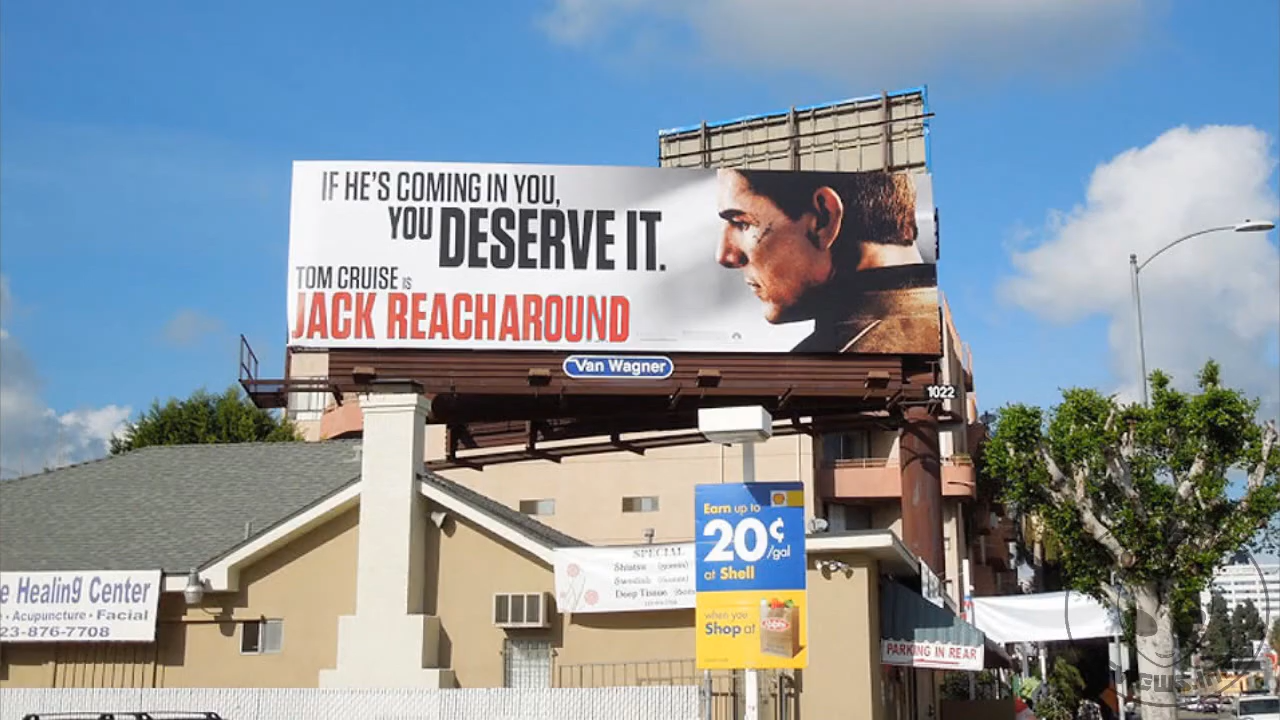 IF HE'S COMING IN YOU,
YOU DESERVE IT.
TOM CRUISE IS
JACK REACHAROUND
Van Wagner
1022
Earn up to
20¢
/gal
at Shell
when you
Shop at
SPECIAL
Shiatsu
Swedish
Deep Tissue
e Healing Center
• Acupuncture • Facial
23-876-7708
PARKING IN REAR